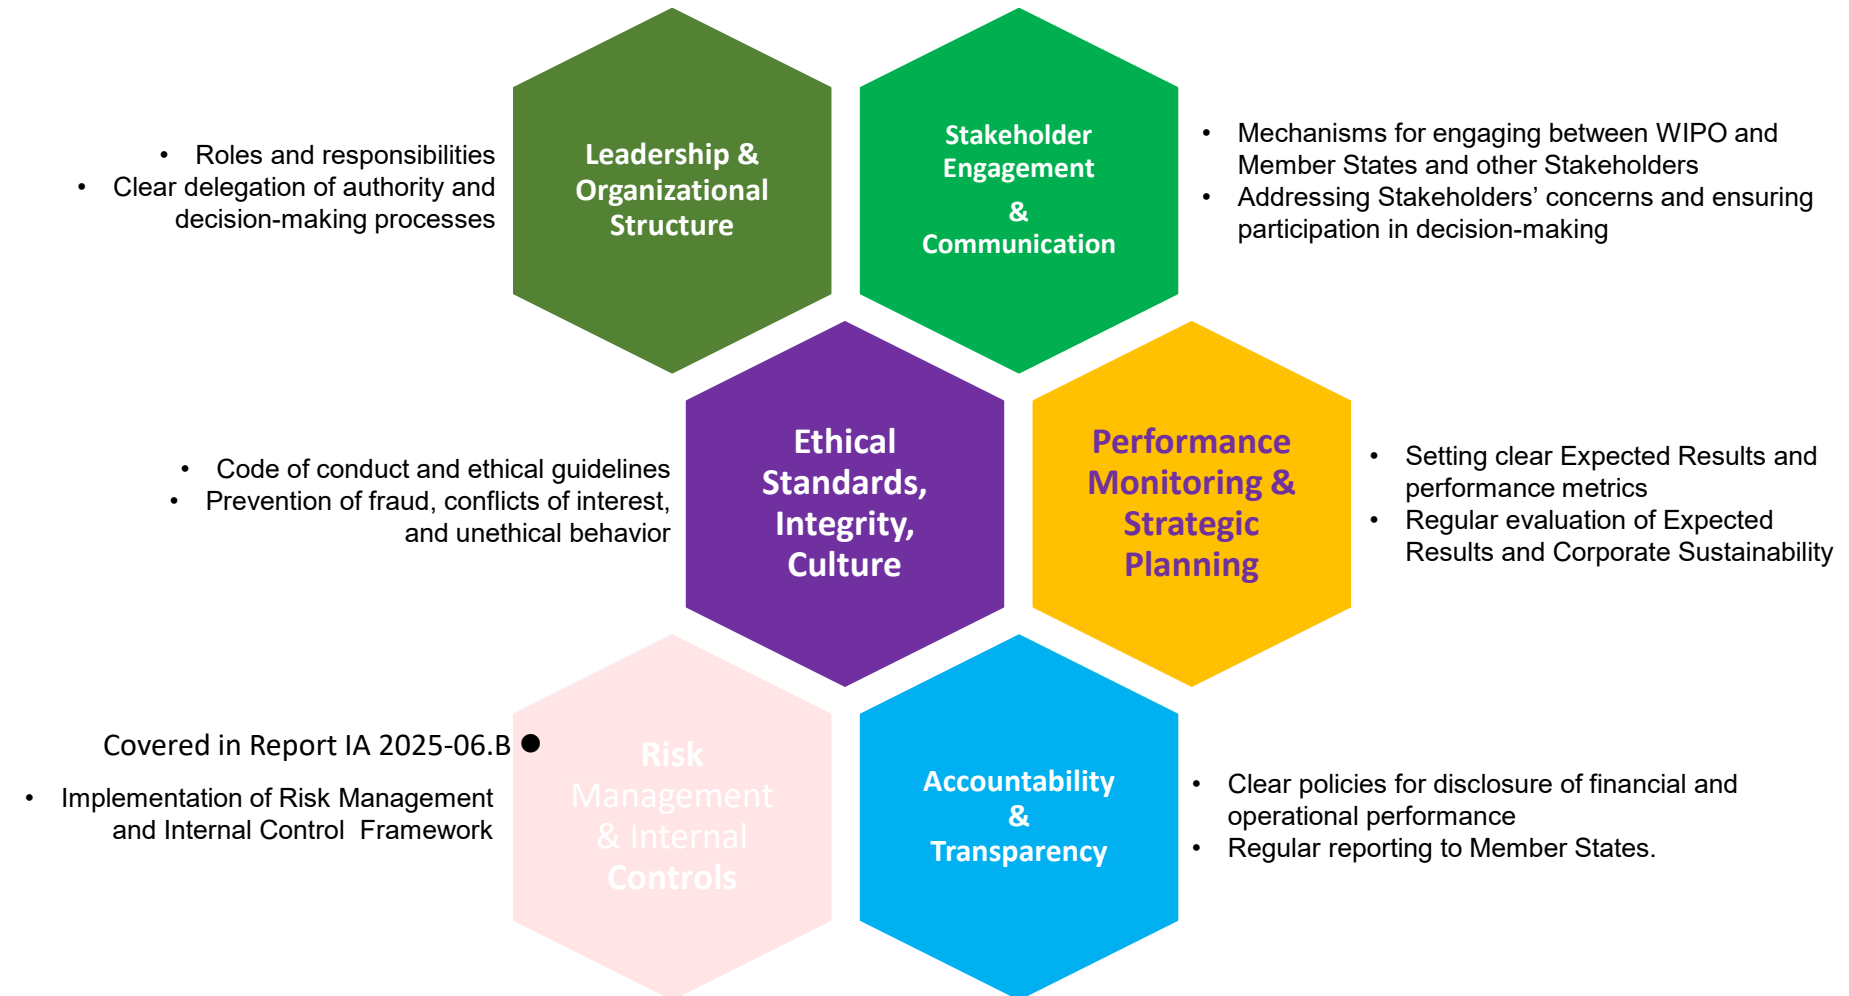 • Roles and responsibilities
• Clear delegation of authority and
decision-making processes
Leadership &
Organizational
Structure
Stakeholder
Engagement
&
Communication
• Mechanisms for engaging between WIPO and
Member States and other Stakeholders
• Addressing Stakeholders’ concerns and ensuring
participation in decision-making
• Code of conduct and ethical guidelines
• Prevention of fraud, conflicts of interest,
and unethical behavior
Ethical
Standards,
Integrity,
Culture
Performance
Monitoring &
Strategic
Planning
• Setting clear Expected Results and
performance metrics
• Regular evaluation of Expected
Results and Corporate Sustainability
Covered in Report IA 2025-06.B •
• Implementation of Risk Management
and Internal Control Framework
Risk
Management
& Internal
Controls
Accountability
&
Transparency
• Clear policies for disclosure of financial and
operational performance
• Regular reporting to Member States.